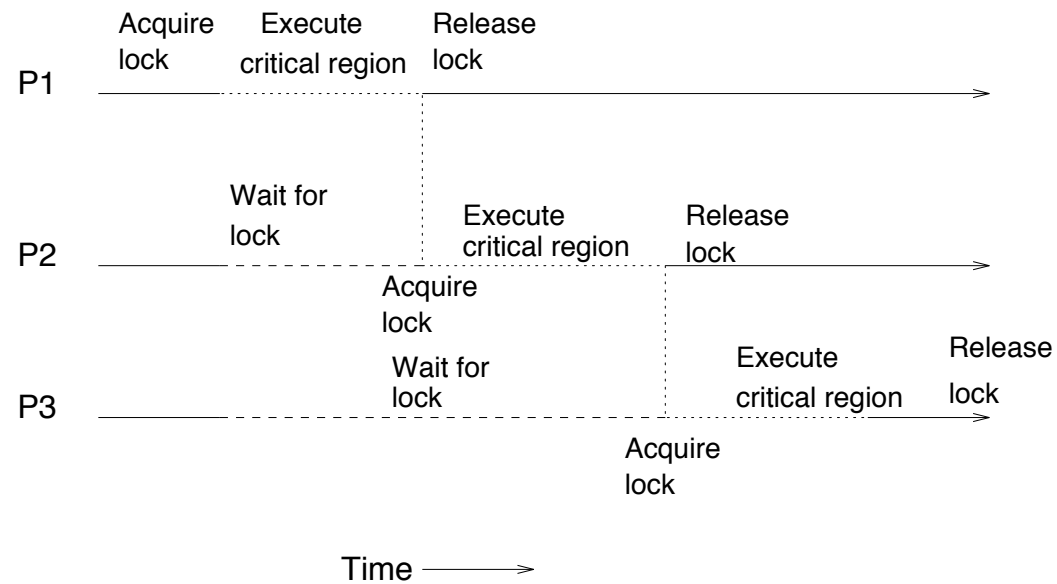 Acquire
lock
Execute
critical region
Release
lock
P1
Wait for
lock
Execute
critical region
Release
lock
P2
Acquire
lock
Wait for
lock
Execute
critical region
Release
lock
P3
Acquire
lock
Time